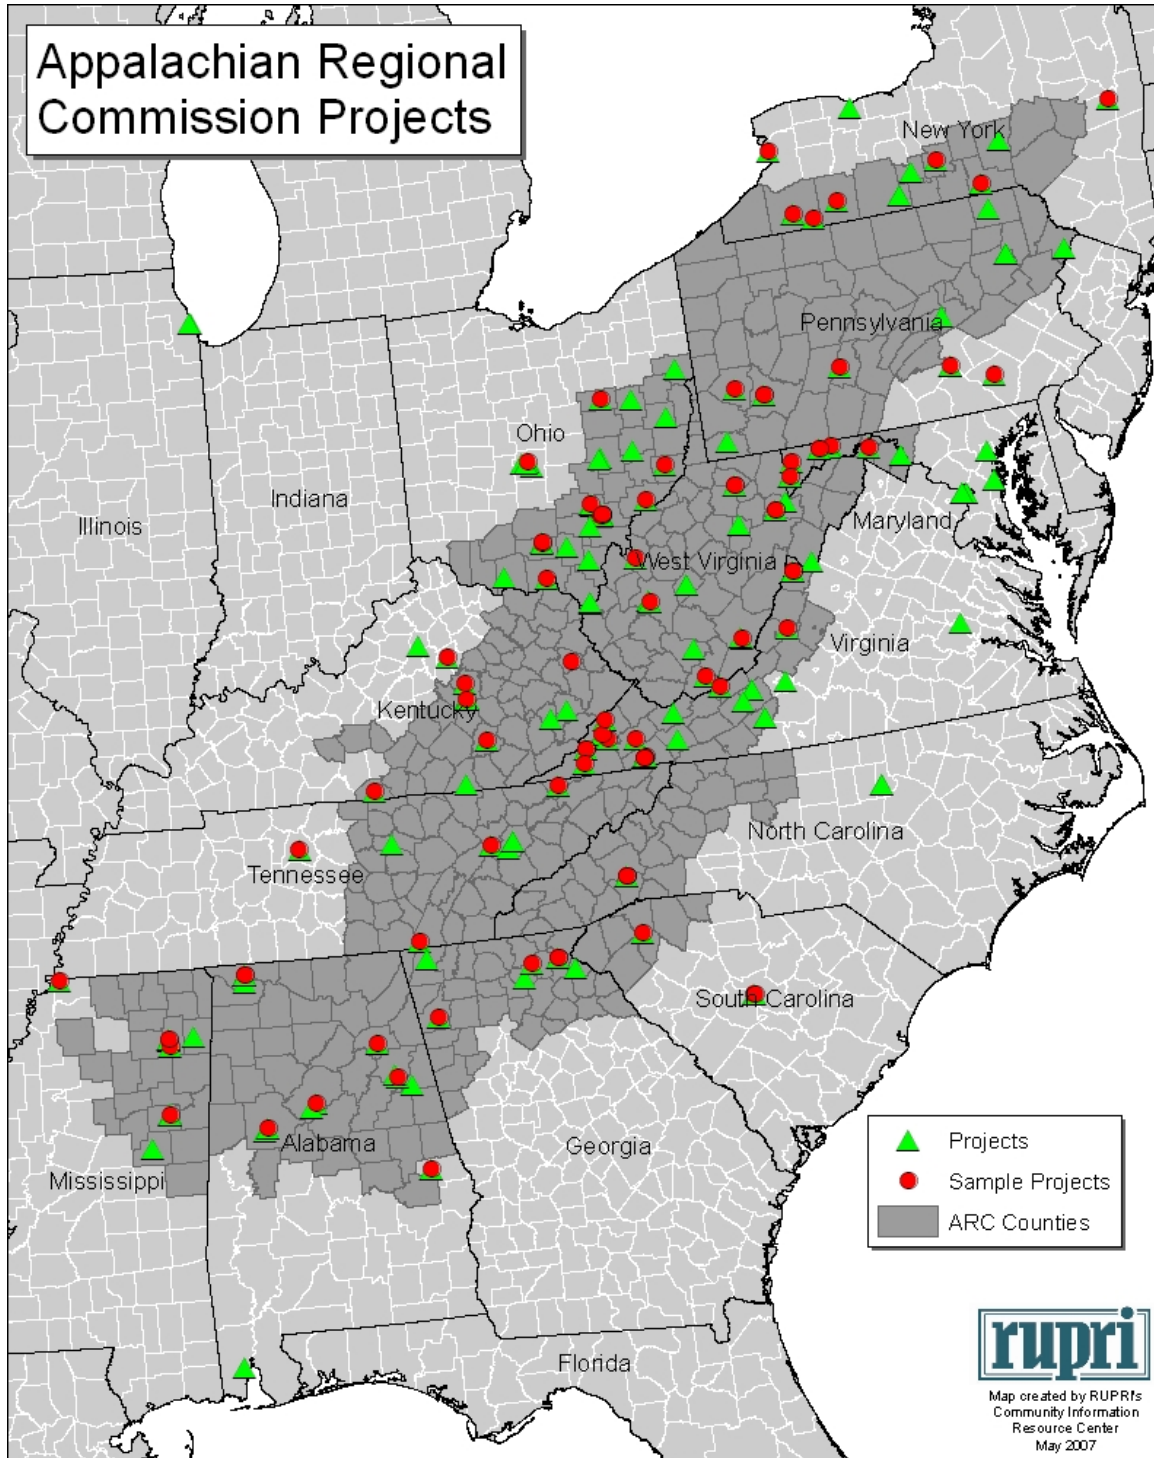 Appalachian Regional
Commission Projects
New York
Pennsylvania
Ohio
Indiana
Illinois
Maryland
West Virginia
Virginia
Kentucky
North Carolina
Tennessee
South Carolina
Alabama
Georgia
Mississippi
Florida
Projects
Sample Projects
ARC Counties
rupri
Map created by RUPRI's
Community Information
Resource Center
May 2007